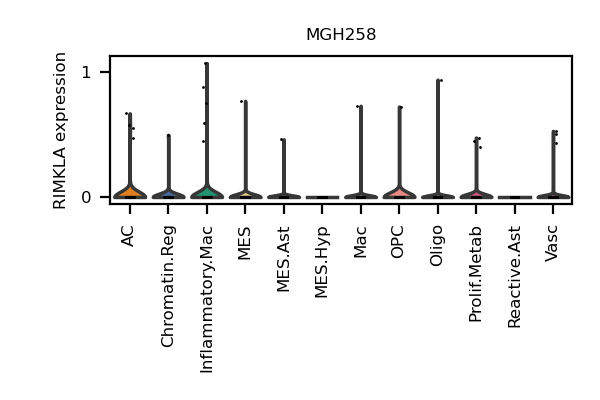 MGH258
RIMKLA expression
1
0
AC
Chromatin.Reg
Inflammatory.Mac
MES
MES.Ast
MES.Hyp
Mac
OPC
Oligo
Prolif.Metab
Reactive.Ast
Vasc